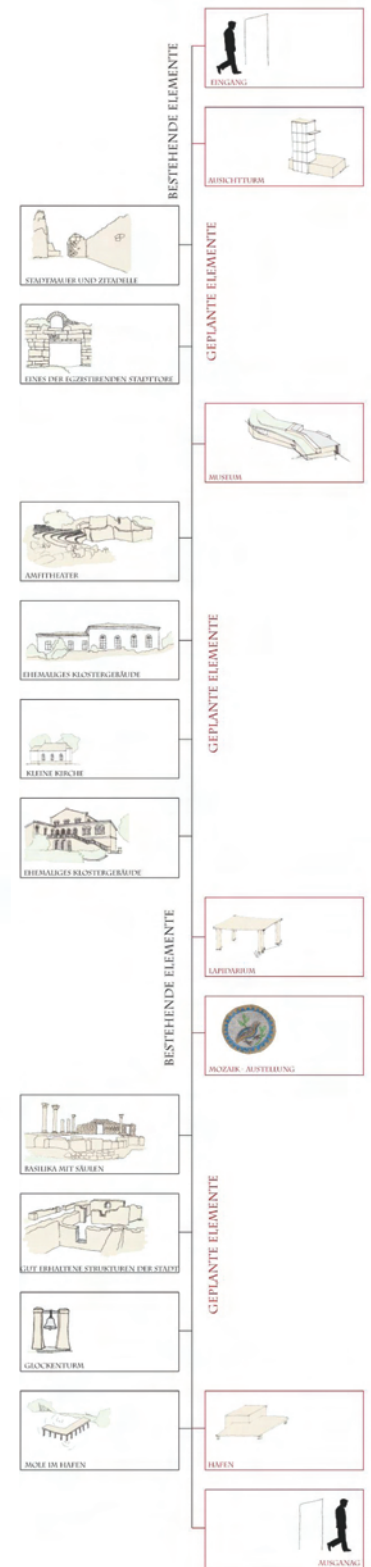 BESTEHENDE ELEMENTE
EINGANG
AUSICHTTURM
STADTMAUER UND ZITADELLE
GEPLANTE ELEMENTE
EINES DER EGZISTIRENDEN STADTTORE
MUSEUM
AMFITHEATER
EHEMALIGES KLOSTERGEBÄUDE
GEPLANTE ELEMENTE
KLEINE KIRCHE
EHEMALIGES KLOSTERGEBÄUDE
BESTEHENDE ELEMENTE
LAPIDARIUM
MOZAIK - AUSTELLUNG
BASILIKA MIT SÄULEN
GUT ERHALTENE STRUKTUREN DER STADT
GEPLANTE ELEMENTE
GLOCKENTURM
MOLE IM HAFEN
HAFEN
AUSGANAG